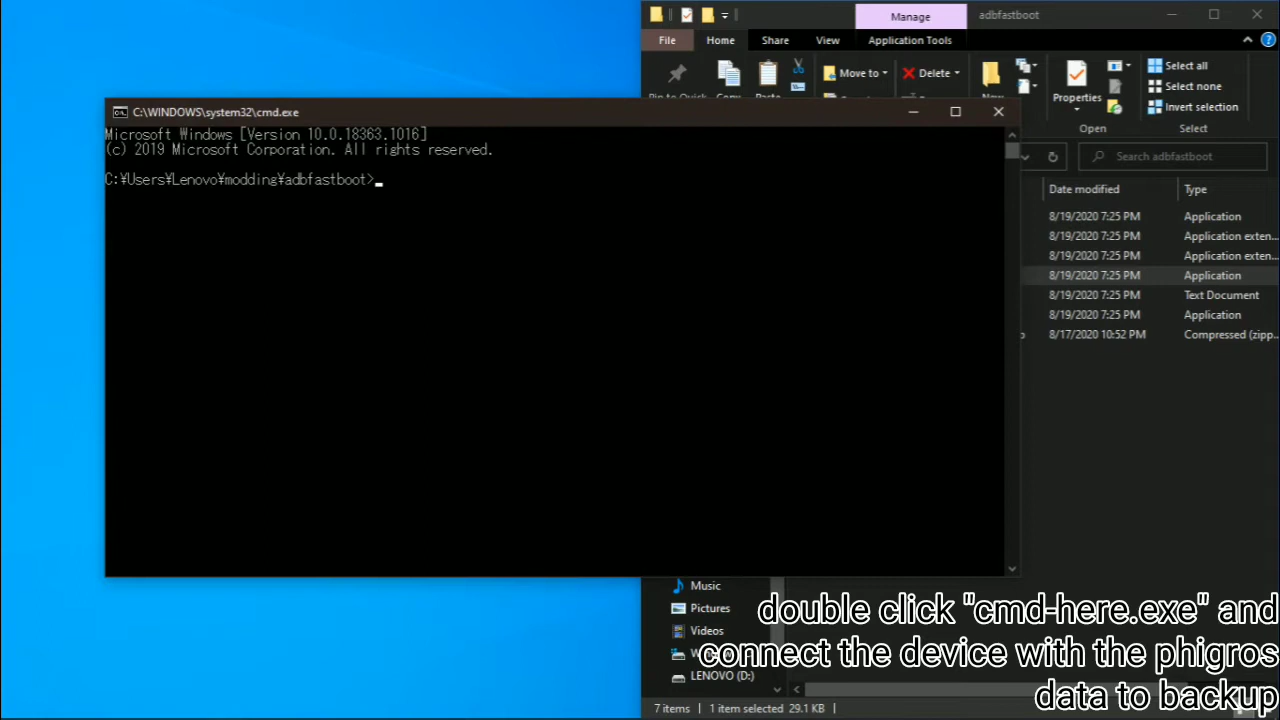 Manage
adbfastboot
File
Home
Share
View
Application Tools
Move to
Delete
Select all
Select none
Invert selection
Properties
Copy
Open
Select
C:\WINDOWS\system32\cmd.exe
Microsoft Windows [Version 10.0.18363.1016]
(c) 2019 Microsoft Corporation. All rights reserved.
C:¥Users¥Lenovo¥modding¥adbfastboot>_
Search adbfastboot
Date modified
Type
8/19/2020 7:25 PM
Application
8/19/2020 7:25 PM
Application exten...
8/19/2020 7:25 PM
Application exten...
8/19/2020 7:25 PM
Application
8/19/2020 7:25 PM
Text Document
8/19/2020 7:25 PM
Application
8/17/2020 10:52 PM
Compressed (zipp...
Music
Pictures
Videos
LENOVO (D:)
double click "cmd-here.exe" and
connect the device with the phigros
data to backup
7 items
1 item selected 29.1 KB